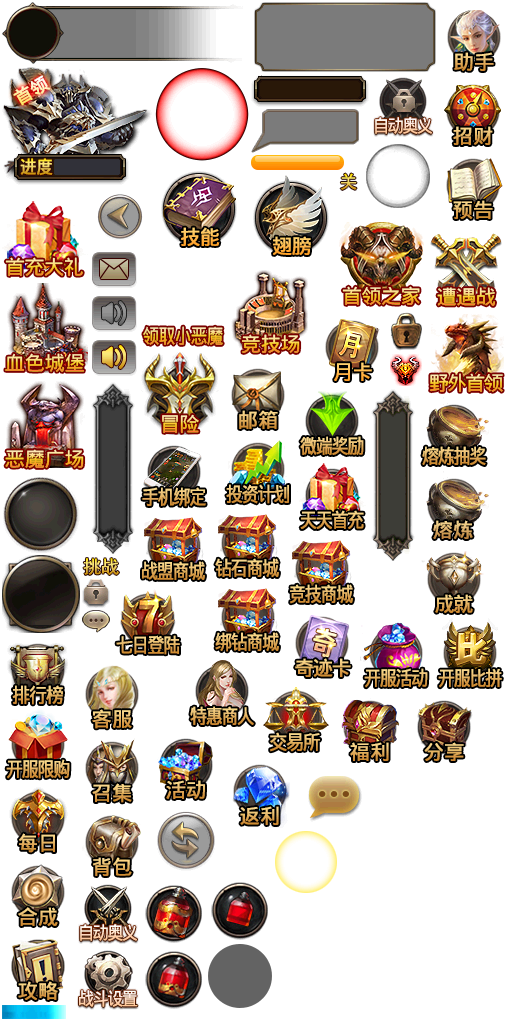 助手
首领
自动奥义
招财
进度
关
预告
技能
翅膀
首充大礼
首领之家
遭遇战
领取小恶魔
竞技场
血色城堡
月
月卡
野外首领
冒险
邮箱
微端奖励
恶魔广场
熔炼抽奖
手机绑定
投资计划
天天首充
熔炼
战盟商城
钻石商城
竞技商城
挑战
成就
7
七日登陆
绑钻商城
奇
奇迹卡
开服活动
比
开服比拼
排行榜
客服
特惠商人
交易所
福利
分享
开服限购
召集
活动
返利
每日
背包
合成
自动奥义
攻略
战斗设置